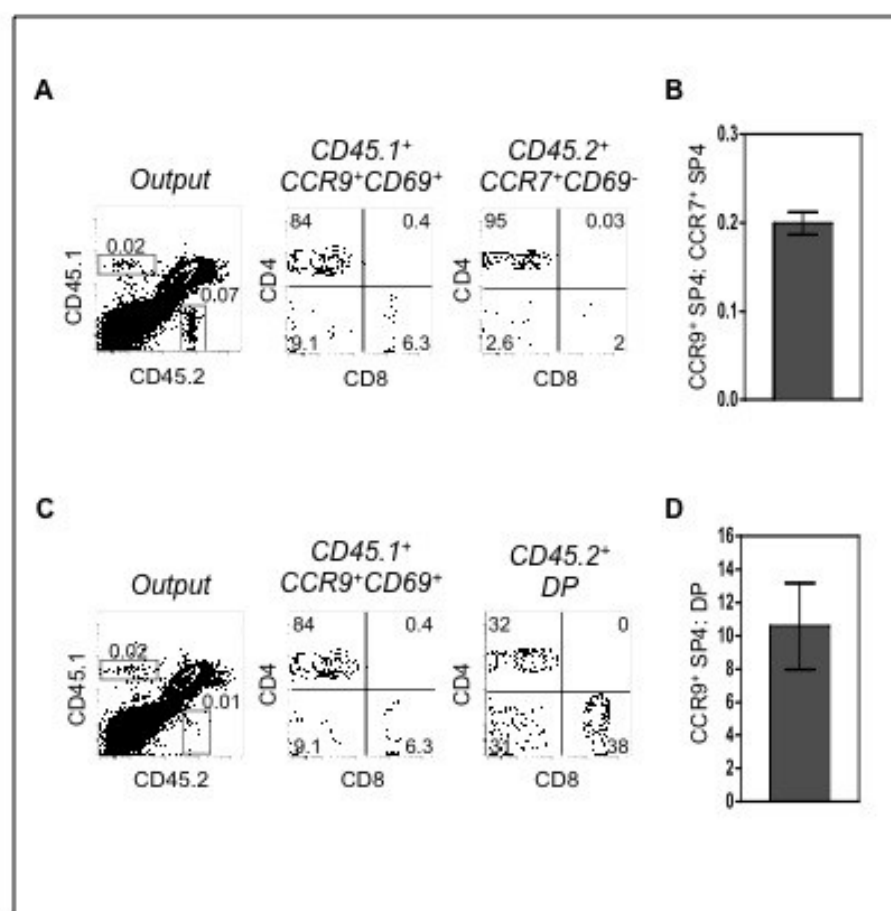 A
B
Output
CD45.1⁺
CCR9⁺CD69⁺
CD45.2⁺
CCR7⁺CD69⁻
CD45.1
0.02
0.07
CD45.2
CD4
84
0.4
9.1
6.3
CD8
CD4
95
0.03
2.6
2
CD8
CCR9⁺ SP4: CCR7⁺ SP4
0.3
0.2
0.1
0.0
C
D
Output
CD45.1⁺
CCR9⁺CD69⁺
CD45.2⁺
DP
CD45.1
0.02
0.01
CD45.2
CD4
84
0.4
9.1
6.3
CD8
CD4
32
0
31
38
CD8
CCR9⁺ SP4: DP
16
14
12
10
8
6
4
2
0